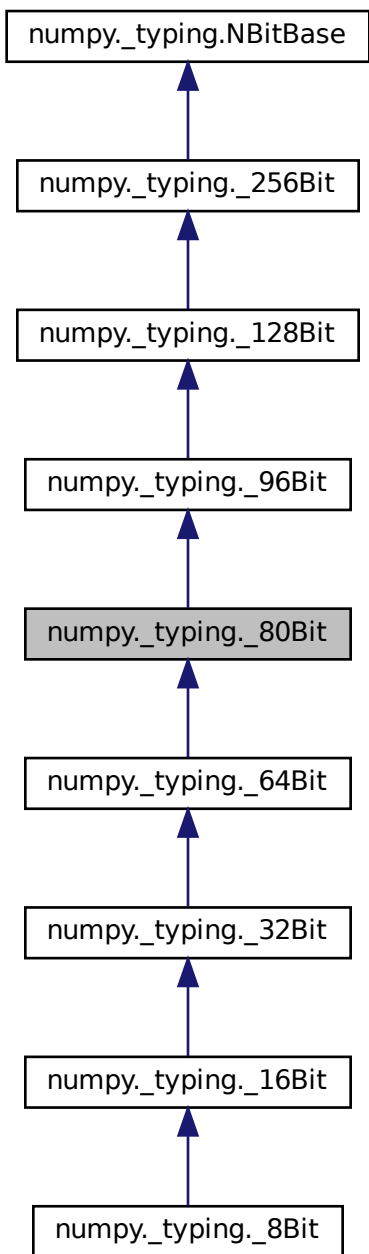 numpy._typing.NBitBase
numpy._typing._256Bit
numpy._typing._128Bit
numpy._typing._96Bit
numpy._typing._80Bit
numpy._typing._64Bit
numpy._typing._32Bit
numpy._typing._16Bit
numpy._typing._8Bit